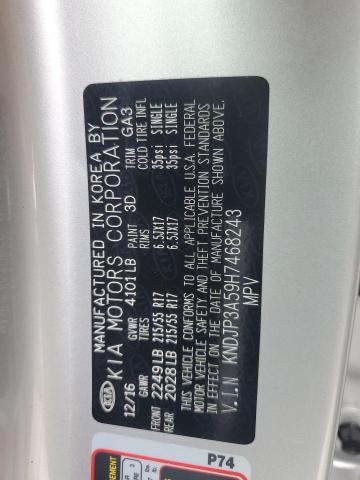 MANUFACTURED IN KOREA BY
KIA KIA MOTORS CORPORATION
12/16 GVWR 4101LB PAINT 3D TRIM GA3
GAWR TIRES RIMS COLD TIRE INFL
FRONT 2249LB 215/55 R17 6.5JX17 35psi SINGLE
REAR 2028LB 215/55 R17 6.5JX17 35psi SINGLE
THIS VEHICLE CONFORMS TO ALL APPLICABLE U.S.A. FEDERAL
MOTOR VEHICLE SAFETY AND THEFT PREVENTION STANDARDS
IN EFFECT ON THE DATE OF MANUFACTURE SHOWN ABOVE.
V.I.N KNDJP3A59H7468243
MPV
P74